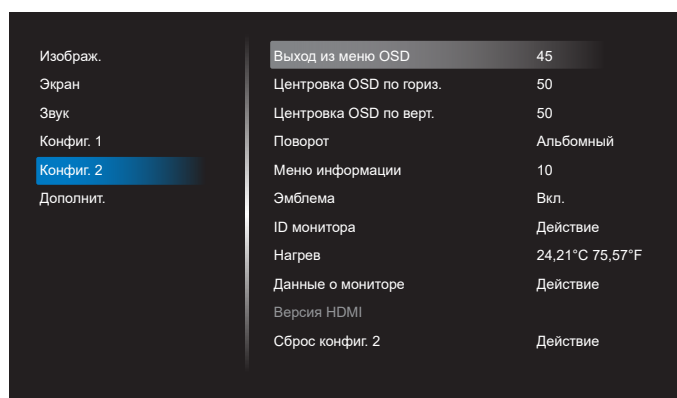 Изображ.
Экран
Звук
Конфиг. 1
Конфиг. 2
Дополнит.
Выход из меню OSD 45
Центровка OSD по гориз. 50
Центровка OSD по верт. 50
Поворот Альбомный
Меню информации 10
Эмблема Вкл.
ID монитора Действие
Нагрев 24,21°C 75,57°F
Данные о мониторе Действие
Версия HDMI
Сброс конфиг. 2 Действие